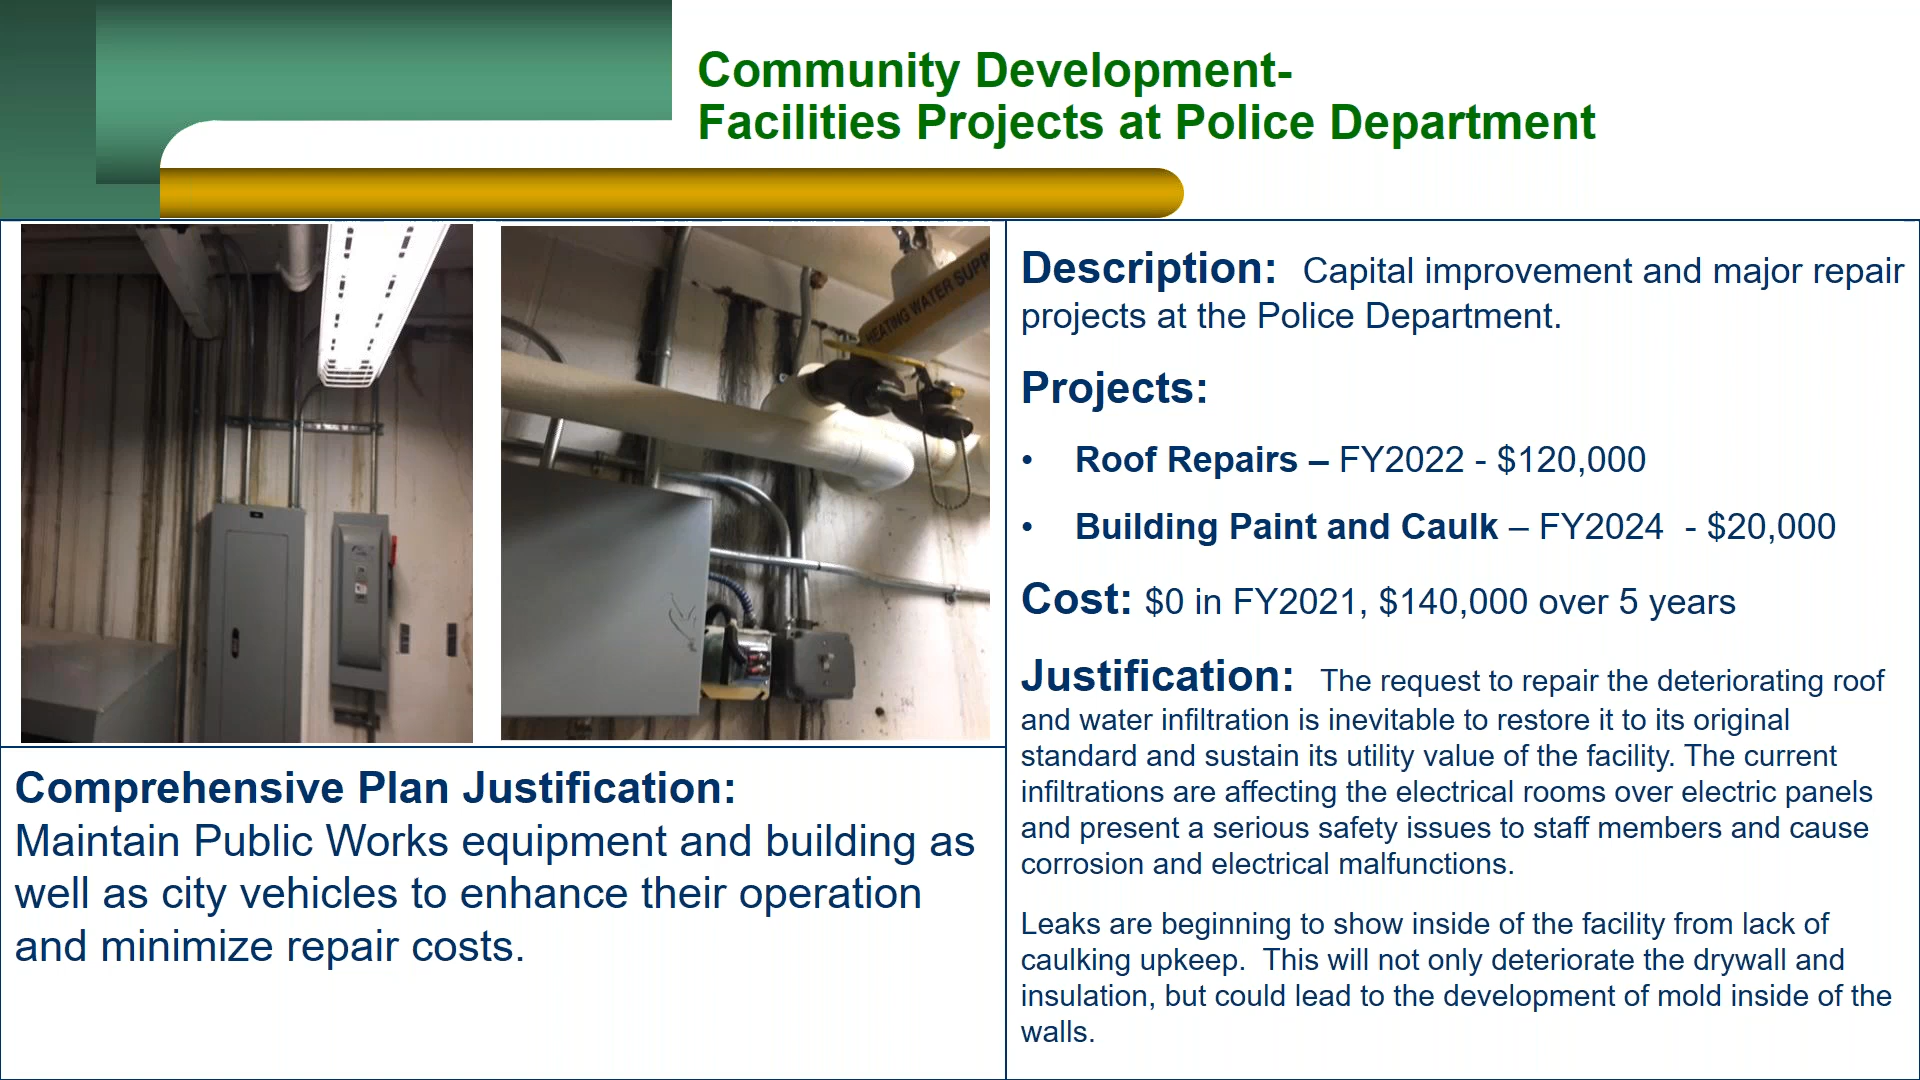 Community Development-
Facilities Projects at Police Department
HEATING WATER SUPP
Description: Capital improvement and major repair
projects at the Police Department.
Projects:
• Roof Repairs – FY2022 - $120,000
• Building Paint and Caulk – FY2024 - $20,000
Cost: $0 in FY2021, $140,000 over 5 years
Justification: The request to repair the deteriorating roof
and water infiltration is inevitable to restore it to its original
standard and sustain its utility value of the facility. The current
infiltrations are affecting the electrical rooms over electric panels
and present a serious safety issues to staff members and cause
corrosion and electrical malfunctions.
Leaks are beginning to show inside of the facility from lack of
caulking upkeep. This will not only deteriorate the drywall and
insulation, but could lead to the development of mold inside of the
walls.
Comprehensive Plan Justification:
Maintain Public Works equipment and building as
well as city vehicles to enhance their operation
and minimize repair costs.